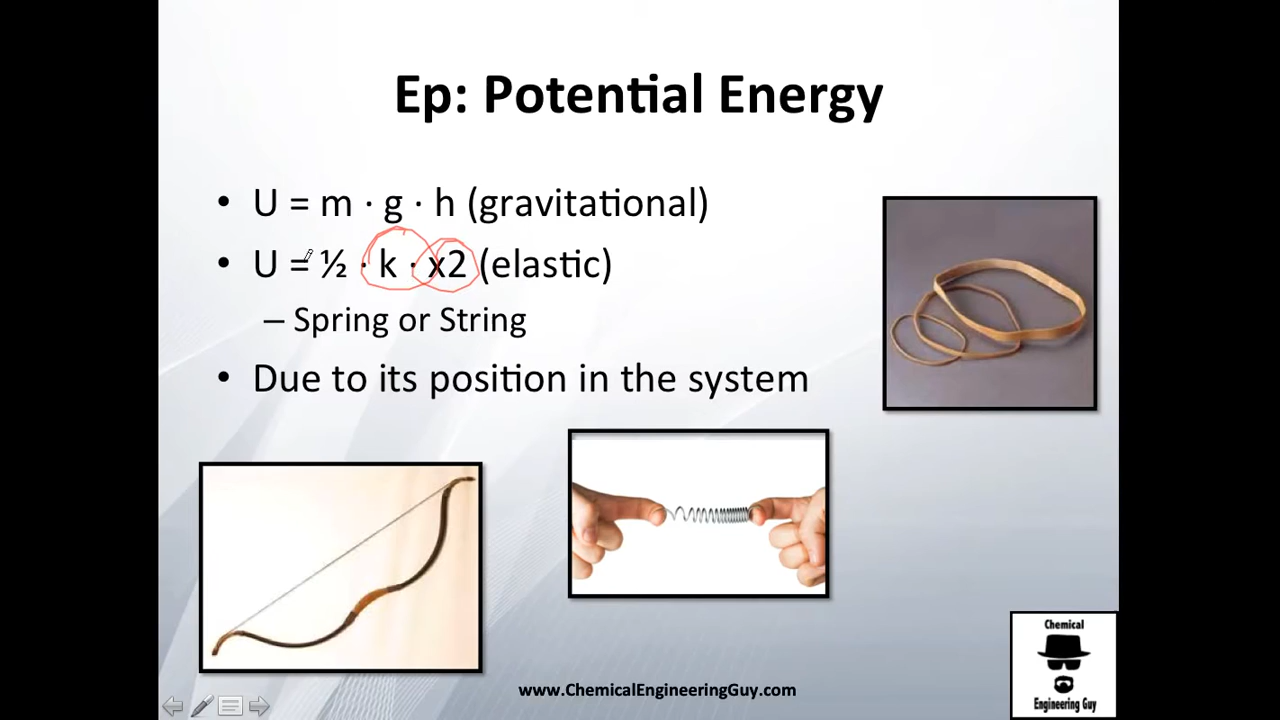 Ep: Potential Energy
• U = m · g · h (gravitational)
• U = ½ · k · x2 (elastic)
– Spring or String
• Due to its position in the system
Chemical
Engineering Guy
www.ChemicalEngineeringGuy.com